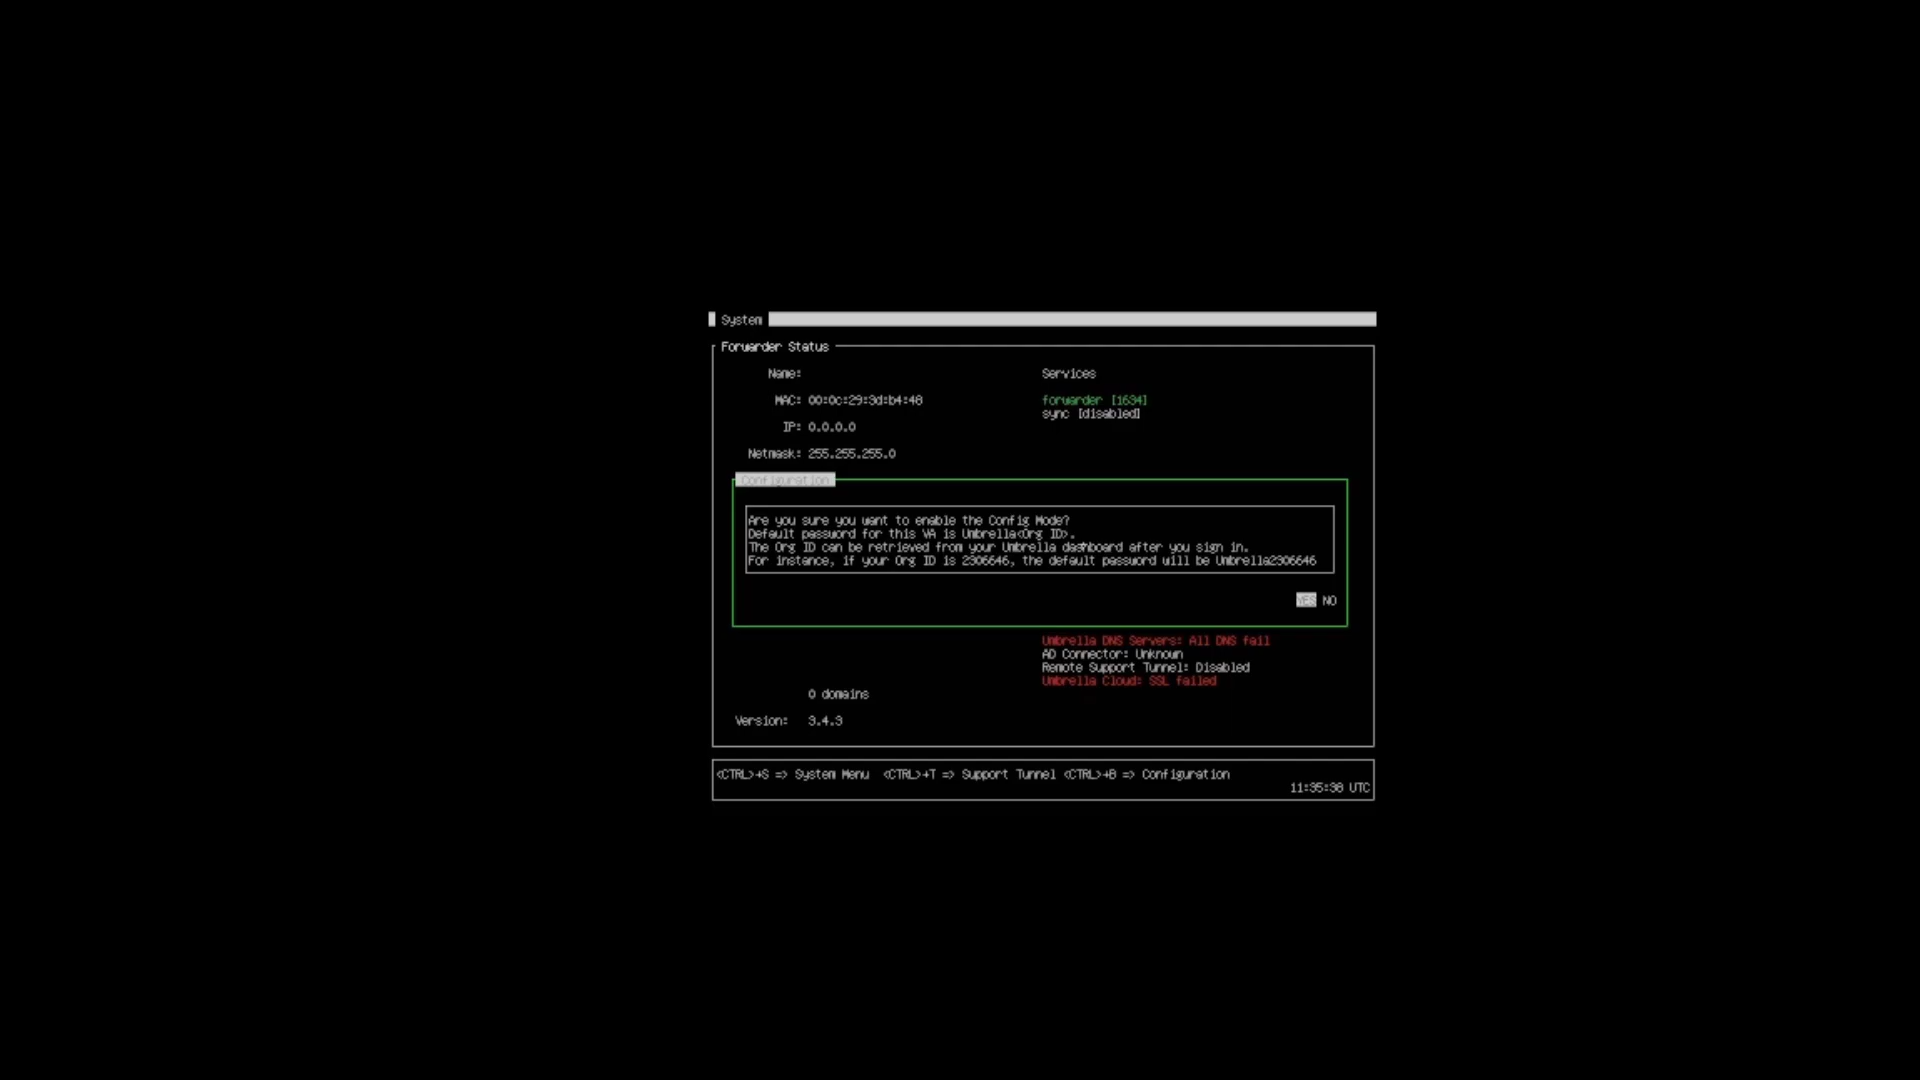 System
Forwarder Status
Name:
Services
MAC: 00:0c:29:3d:b4:48
forwarder [1634]
sync [disabled]
IP: 0.0.0.0
Netmask: 255.255.255.0
Configuration
Are you sure you want to enable the Config Mode?
Default password for this VA is Umbrella<Org ID>.
The Org ID can be retrieved from your Umbrella dashboard after you sign in.
For instance, if your Org ID is 2306646, the default password will be Umbrella2306646
YES NO
Umbrella DNS Servers: All DNS fail
AD Connector: Unknown
Remote Support Tunnel: Disabled
Umbrella Cloud: SSL failed
0 domains
Version: 3.4.3
<CTRL>+S => System Menu <CTRL>+T => Support Tunnel <CTRL>+B => Configuration
11:35:38 UTC